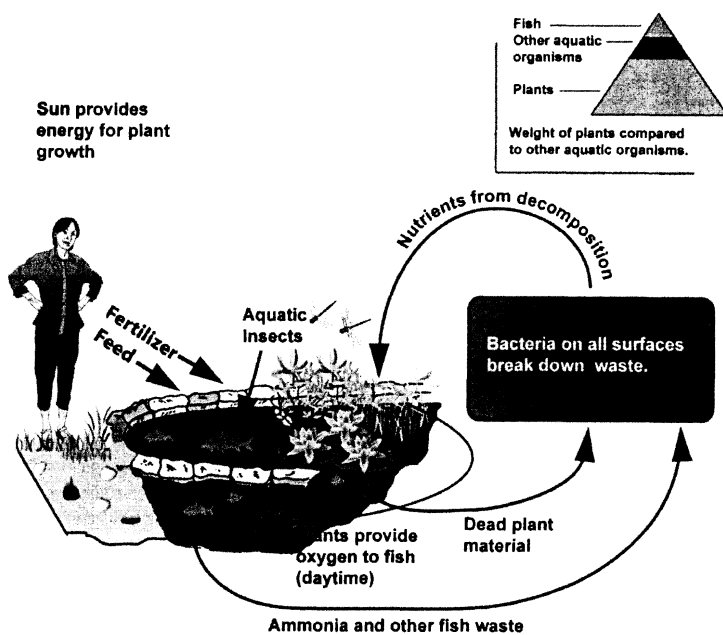 Fish
Other aquatic
organisms
Plants
Weight of plants compared
to other aquatic organisms.
Sun provides
energy for plant
growth
Nutrients from decomposition
Fertilizer
Feed
Aquatic
Insects
Bacteria on all surfaces
break down waste.
provide
oxygen to fish
(daytime)
Dead plant
material
Ammonia and other fish waste